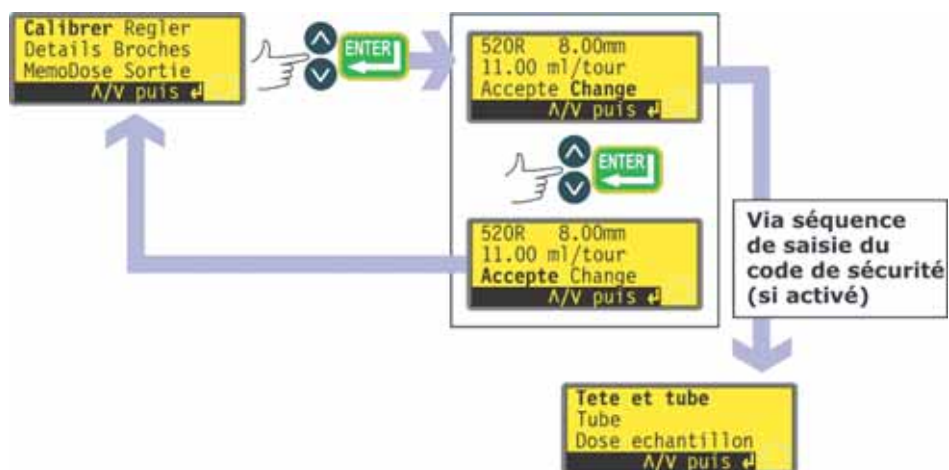 Calibrer Regler
Details Broches
MemoDose Sortie
Λ/V puis ↲
ENTER
520R 8.00mm
11.00 ml/tour
Accepte Change
Λ/V puis ↲
ENTER
520R 8.00mm
11.00 ml/tour
Accepte Change
Λ/V puis ↲
Via séquence
de saisie du
code de sécurité
(si activé)
Tete et tube
Tube
Dose echantillon
Λ/V puis ↲